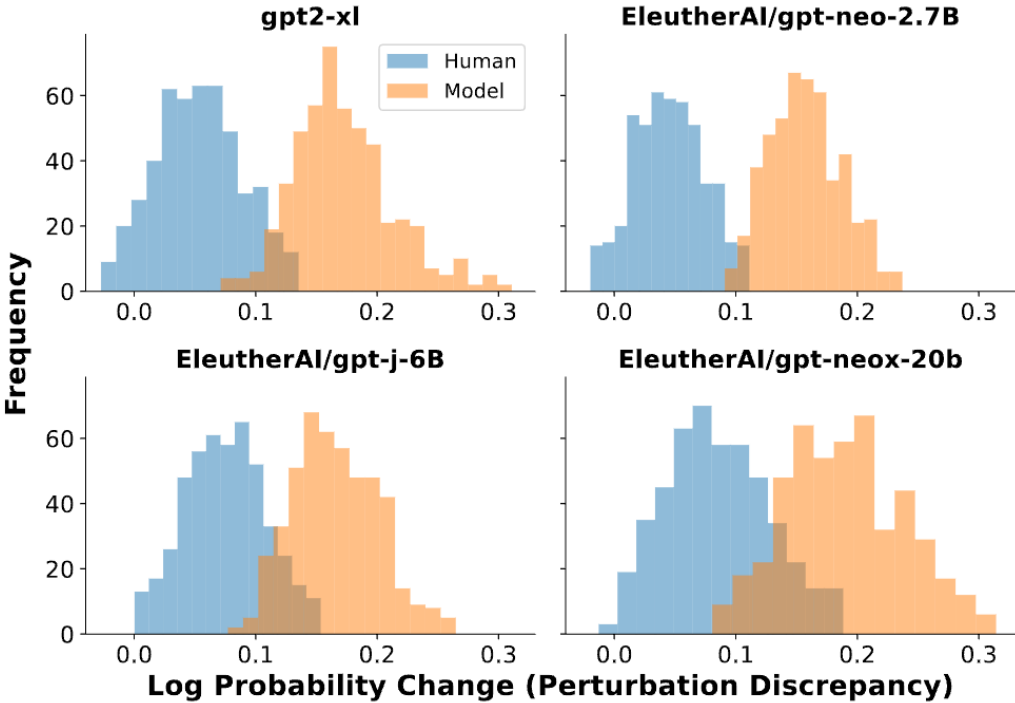 gpt2-xl
EleutherAI/gpt-neo-2.7B
Human
Model
60
40
20
0
0.0 0.1 0.2 0.3
0.0 0.1 0.2 0.3
Frequency
EleutherAI/gpt-j-6B
EleutherAI/gpt-neox-20b
60
40
20
0
0.0 0.1 0.2 0.3
0.0 0.1 0.2 0.3
Log Probability Change (Perturbation Discrepancy)